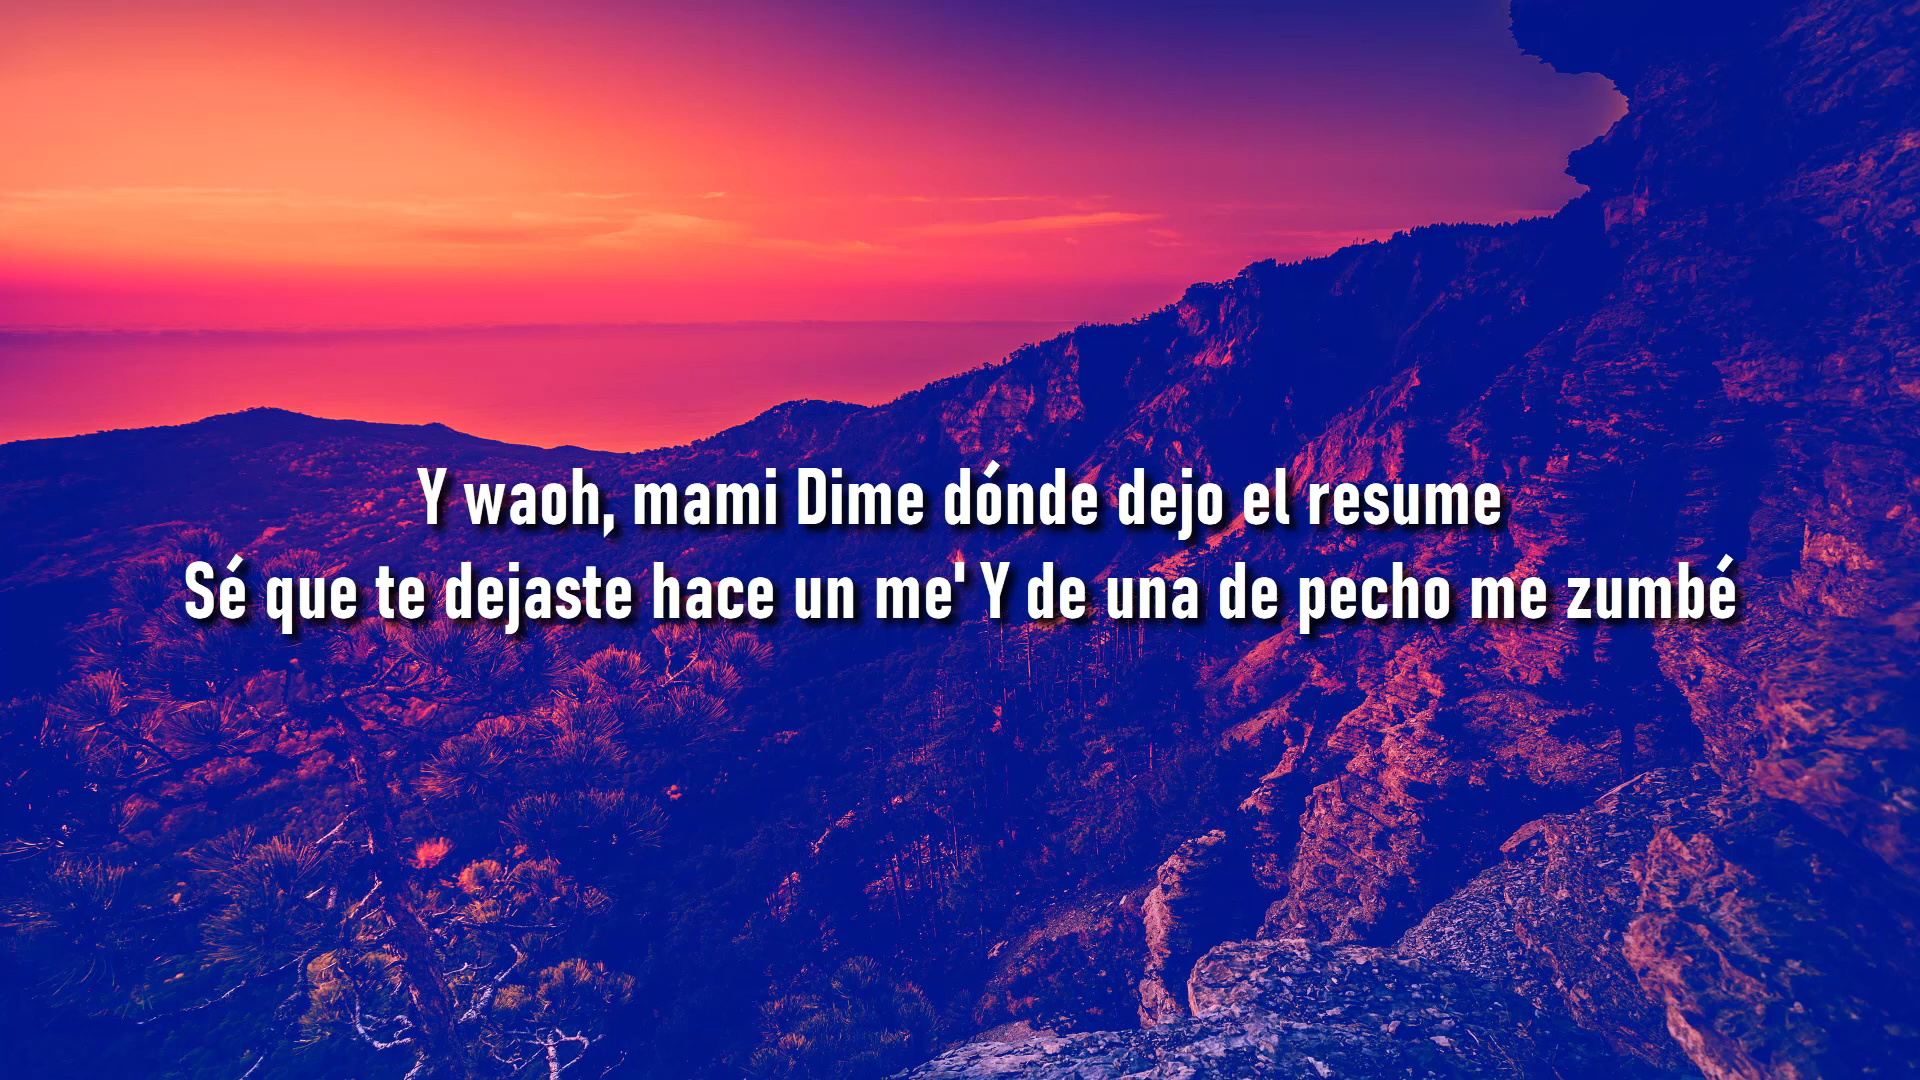 Y waoh, mami Dime dónde dejo el resume
Sé que te dejaste hace un me' Y de una de pecho me zumbé